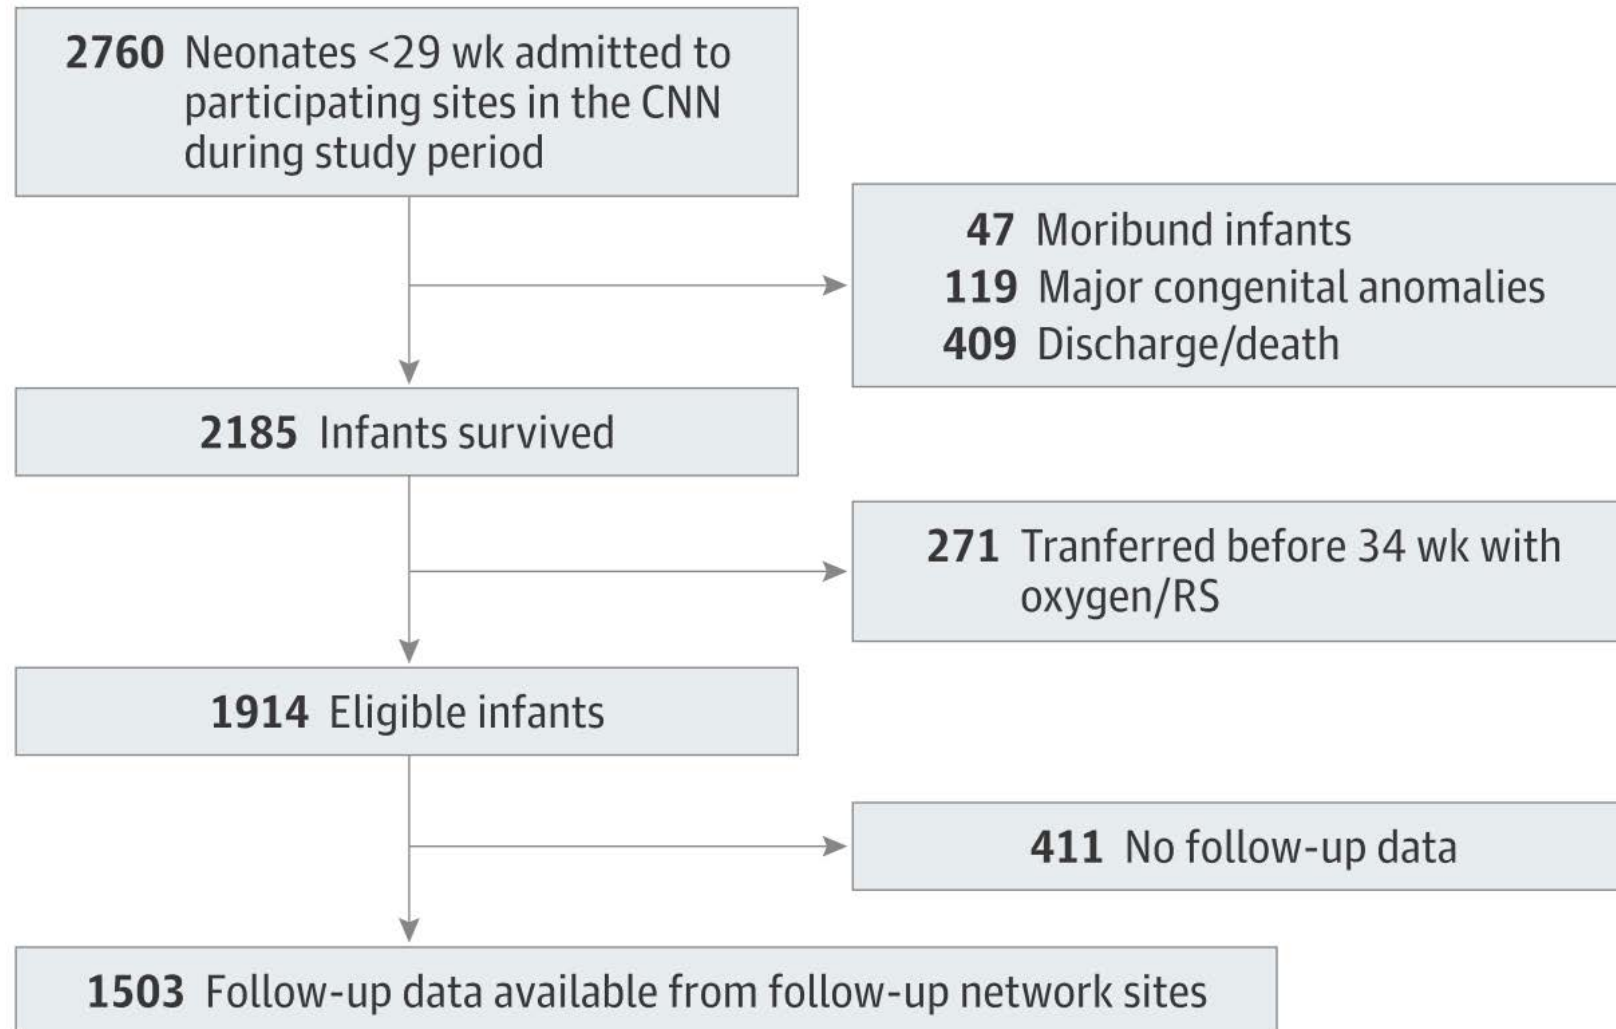 2760 Neonates <29 wk admitted to
participating sites in the CNN
during study period
47 Moribund infants
119 Major congenital anomalies
409 Discharge/death
2185 Infants survived
271 Tranferred before 34 wk with
oxygen/RS
1914 Eligible infants
411 No follow-up data
1503 Follow-up data available from follow-up network sites